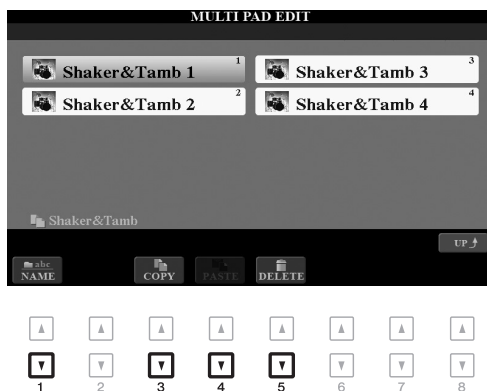 MULTI PAD EDIT
Shaker&Tamb 1 1
Shaker&Tamb 3 3
Shaker&Tamb 2 2
Shaker&Tamb 4 4
Shaker&Tamb
UP
abc
NAME
COPY
PASTE
DELETE
1 2 3 4 5 6 7 8